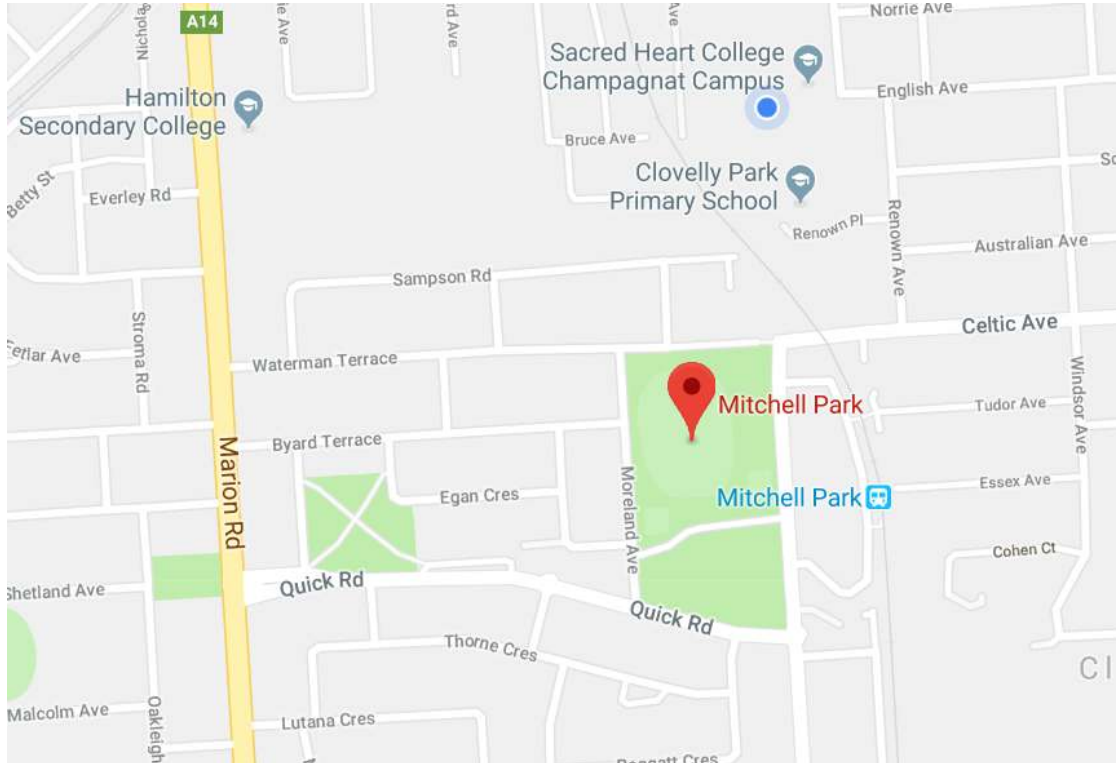 A14
Norrie Ave
Sacred Heart College
Champagnat Campus
English Ave
Hamilton
Secondary College
Bruce Ave
Clovelly Park
Primary School
Betty St
Everley Rd
Renown Pl
Renown Ave
Australian Ave
Sampson Rd
Stroma Rd
Celtic Ave
Waterman Terrace
Windsor Ave
Mitchell Park
Tudor Ave
Byard Terrace
Marion Rd
Moreland Ave
Egan Cres
Mitchell Park
Essex Ave
Cohen Ct
Quick Rd
Shetland Ave
Quick Rd
Thorne Cres
Oakleigh
Malcolm Ave
Lutana Cres